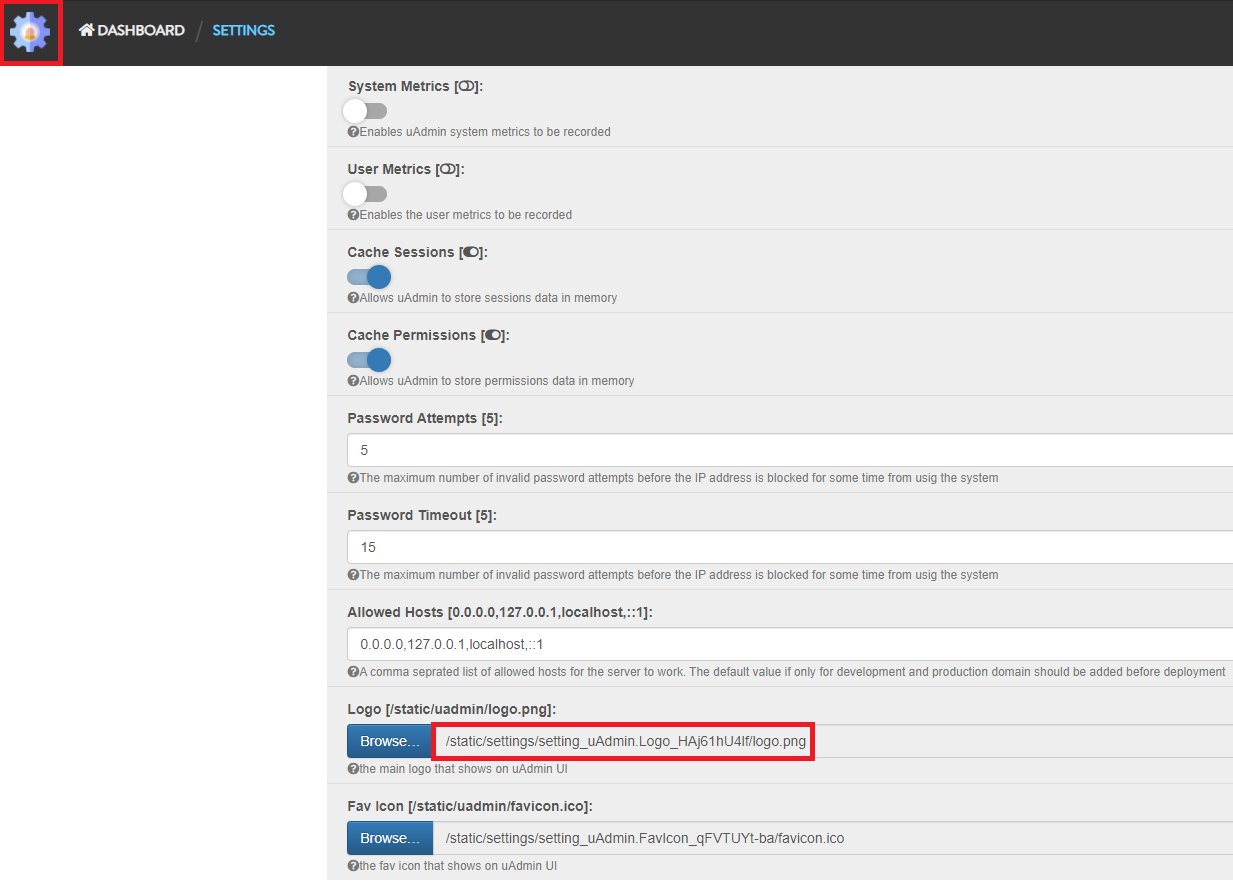 DASHBOARD / SETTINGS
System Metrics []:
Enables uAdmin system metrics to be recorded
User Metrics []:
Enables the user metrics to be recorded
Cache Sessions []:
Allows uAdmin to store sessions data in memory
Cache Permissions []:
Allows uAdmin to store permissions data in memory
Password Attempts [5]:
5
The maximum number of invalid password attempts before the IP address is blocked for some time from usig the system
Password Timeout [5]:
15
The maximum number of invalid password attempts before the IP address is blocked for some time from usig the system
Allowed Hosts [0.0.0.0,127.0.0.1,localhost,::1]:
0.0.0.0,127.0.0.1,localhost,::1
A comma seprated list of allowed hosts for the server to work. The default value if only for development and production domain should be added before deployment
Logo [/static/uadmin/logo.png]:
Browse... /static/settings/setting_uAdmin.Logo_HAj61hU4lf/logo.png
the main logo that shows on uAdmin UI
Fav Icon [/static/uadmin/favicon.ico]:
Browse... /static/settings/setting_uAdmin.FavIcon_qFVTUYt-ba/favicon.ico
the fav icon that shows on uAdmin UI